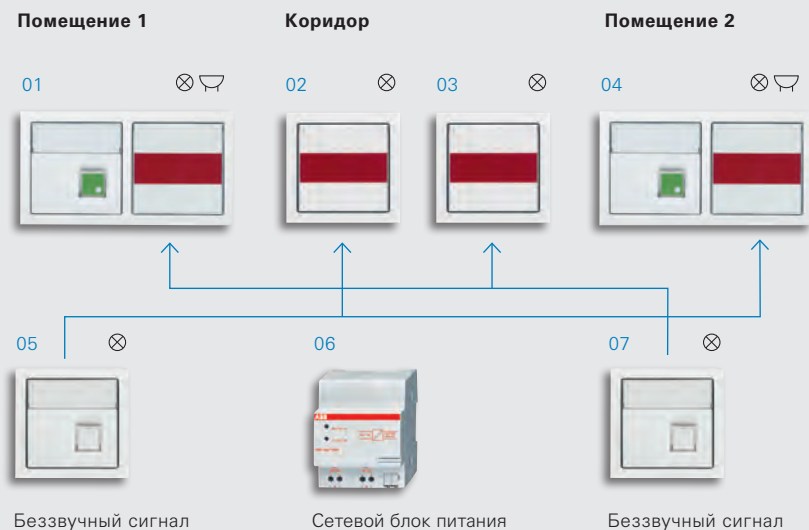 Помещение 1
Коридор
Помещение 2
01
02
03
04
05
06
07
ABB
Беззвучный сигнал
Сетевой блок питания
Беззвучный сигнал